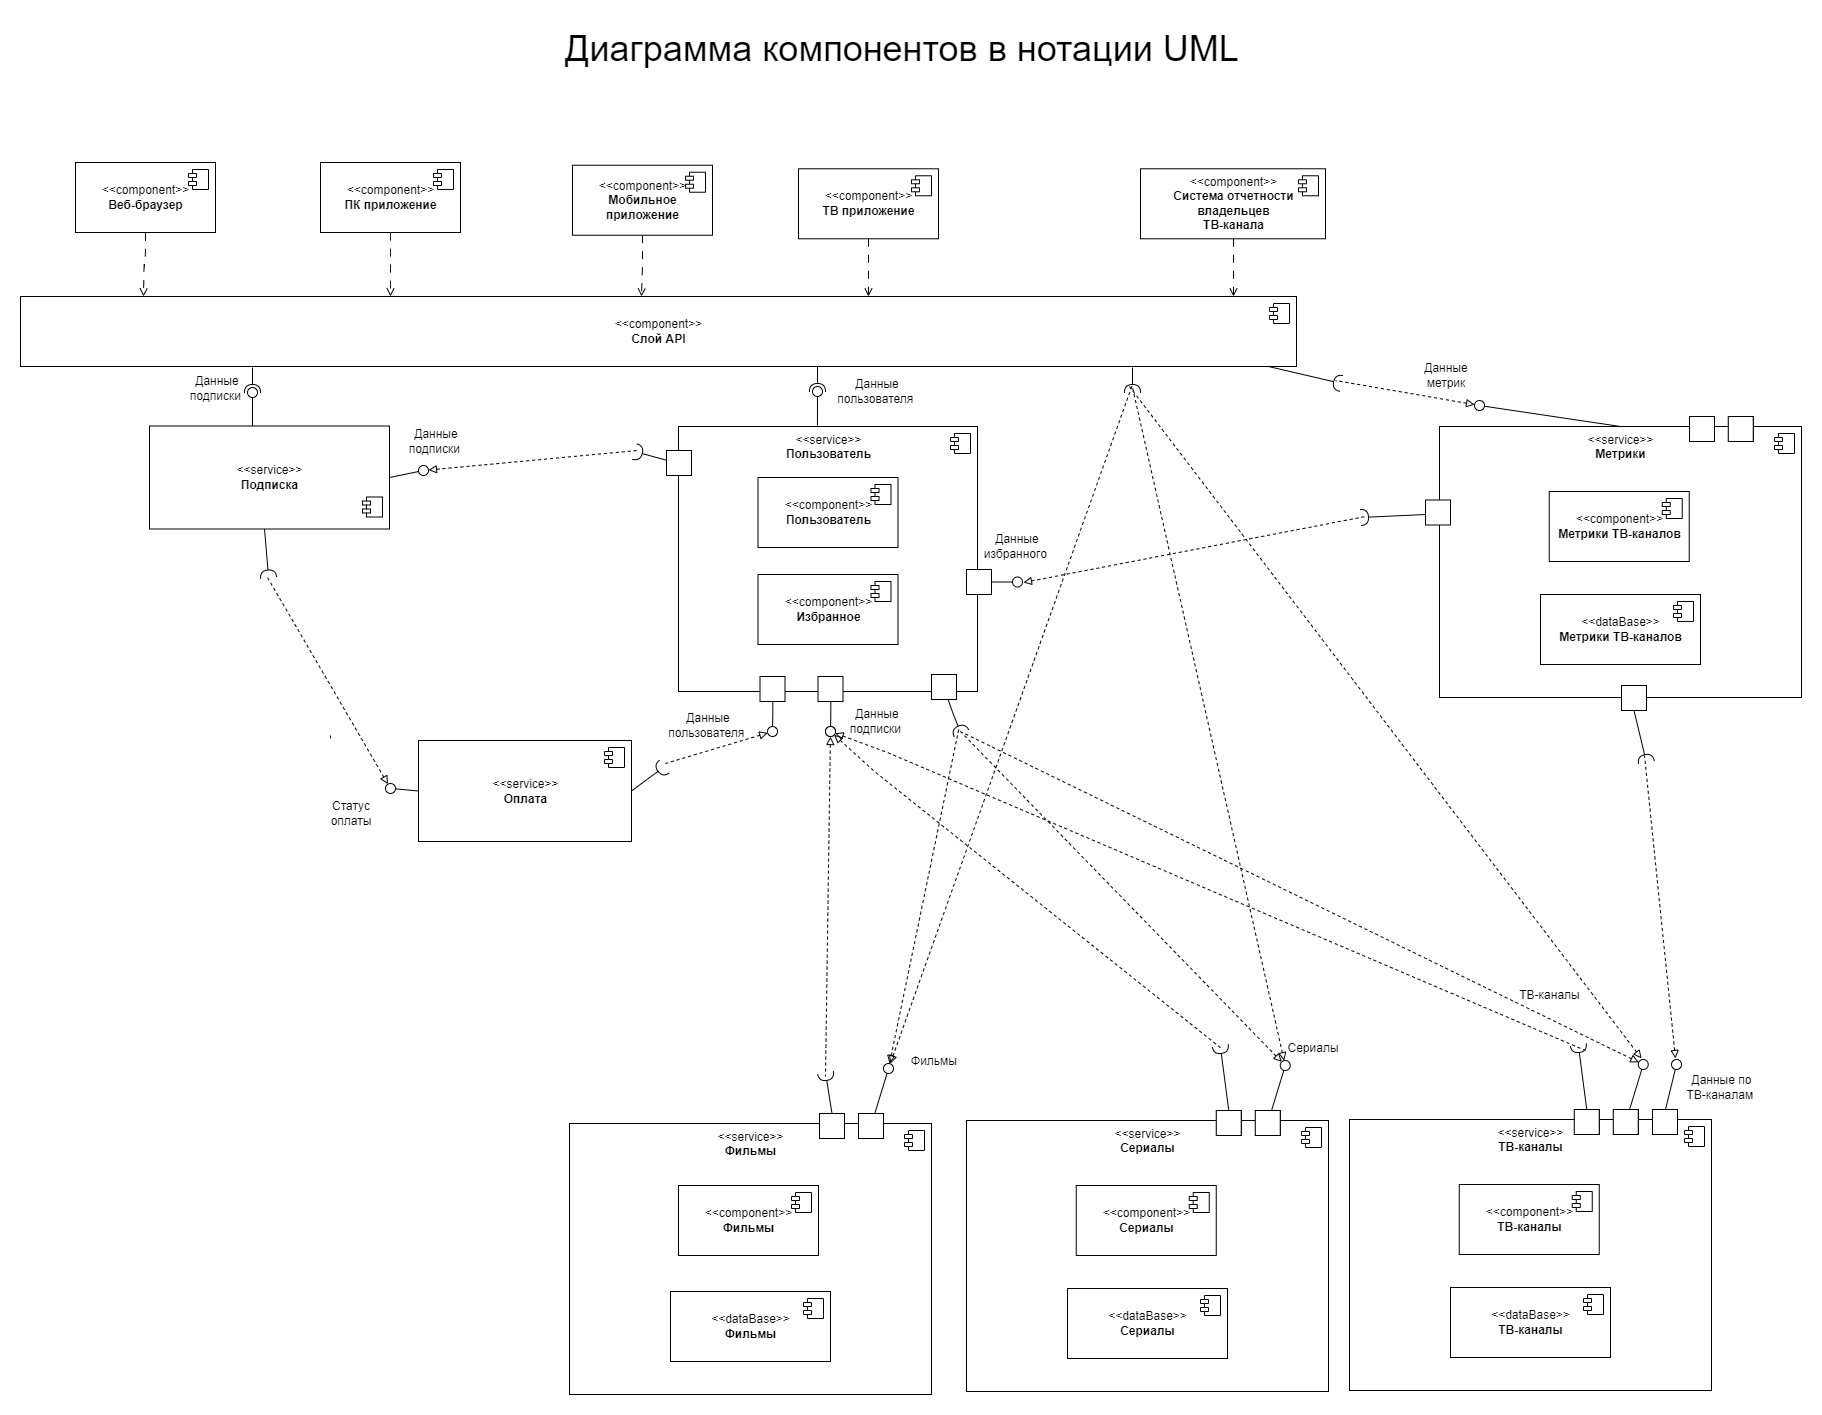 Диаграмма компонентов в нотации UML
<<component>>
Веб-браузер
<<component>>
ПК приложение
<<component>>
Мобильное
приложение
<<component>>
ТВ приложение
<<component>>
Система отчетности
владельцев
ТВ-канала
<<component>>
Слой API
Данные
подписки
Данные
пользователя
Данные
метрик
<<service>>
Подписка
Данные
подписки
<<service>>
Пользователь
<<component>>
Пользователь
<<component>>
Избранное
Данные
избранного
<<service>>
Метрики
<<component>>
Метрики ТВ-каналов
<<dataBase>>
Метрики ТВ-каналов
Данные
пользователя
Данные
подписки
Статус
оплаты
<<service>>
Оплата
ТВ-каналы
Фильмы
Сериалы
Данные по
ТВ-каналам
<<service>>
Фильмы
<<component>>
Фильмы
<<dataBase>>
Фильмы
<<service>>
Сериалы
<<component>>
Сериалы
<<dataBase>>
Сериалы
<<service>>
ТВ-каналы
<<component>>
ТВ-каналы
<<dataBase>>
ТВ-каналы